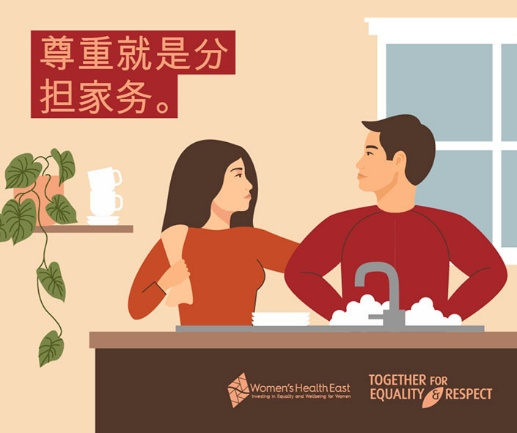 尊重就是分
担家务。
Women's Health East
Investing in Equality and Wellbeing for Women
TOGETHER FOR
EQUALITY & RESPECT